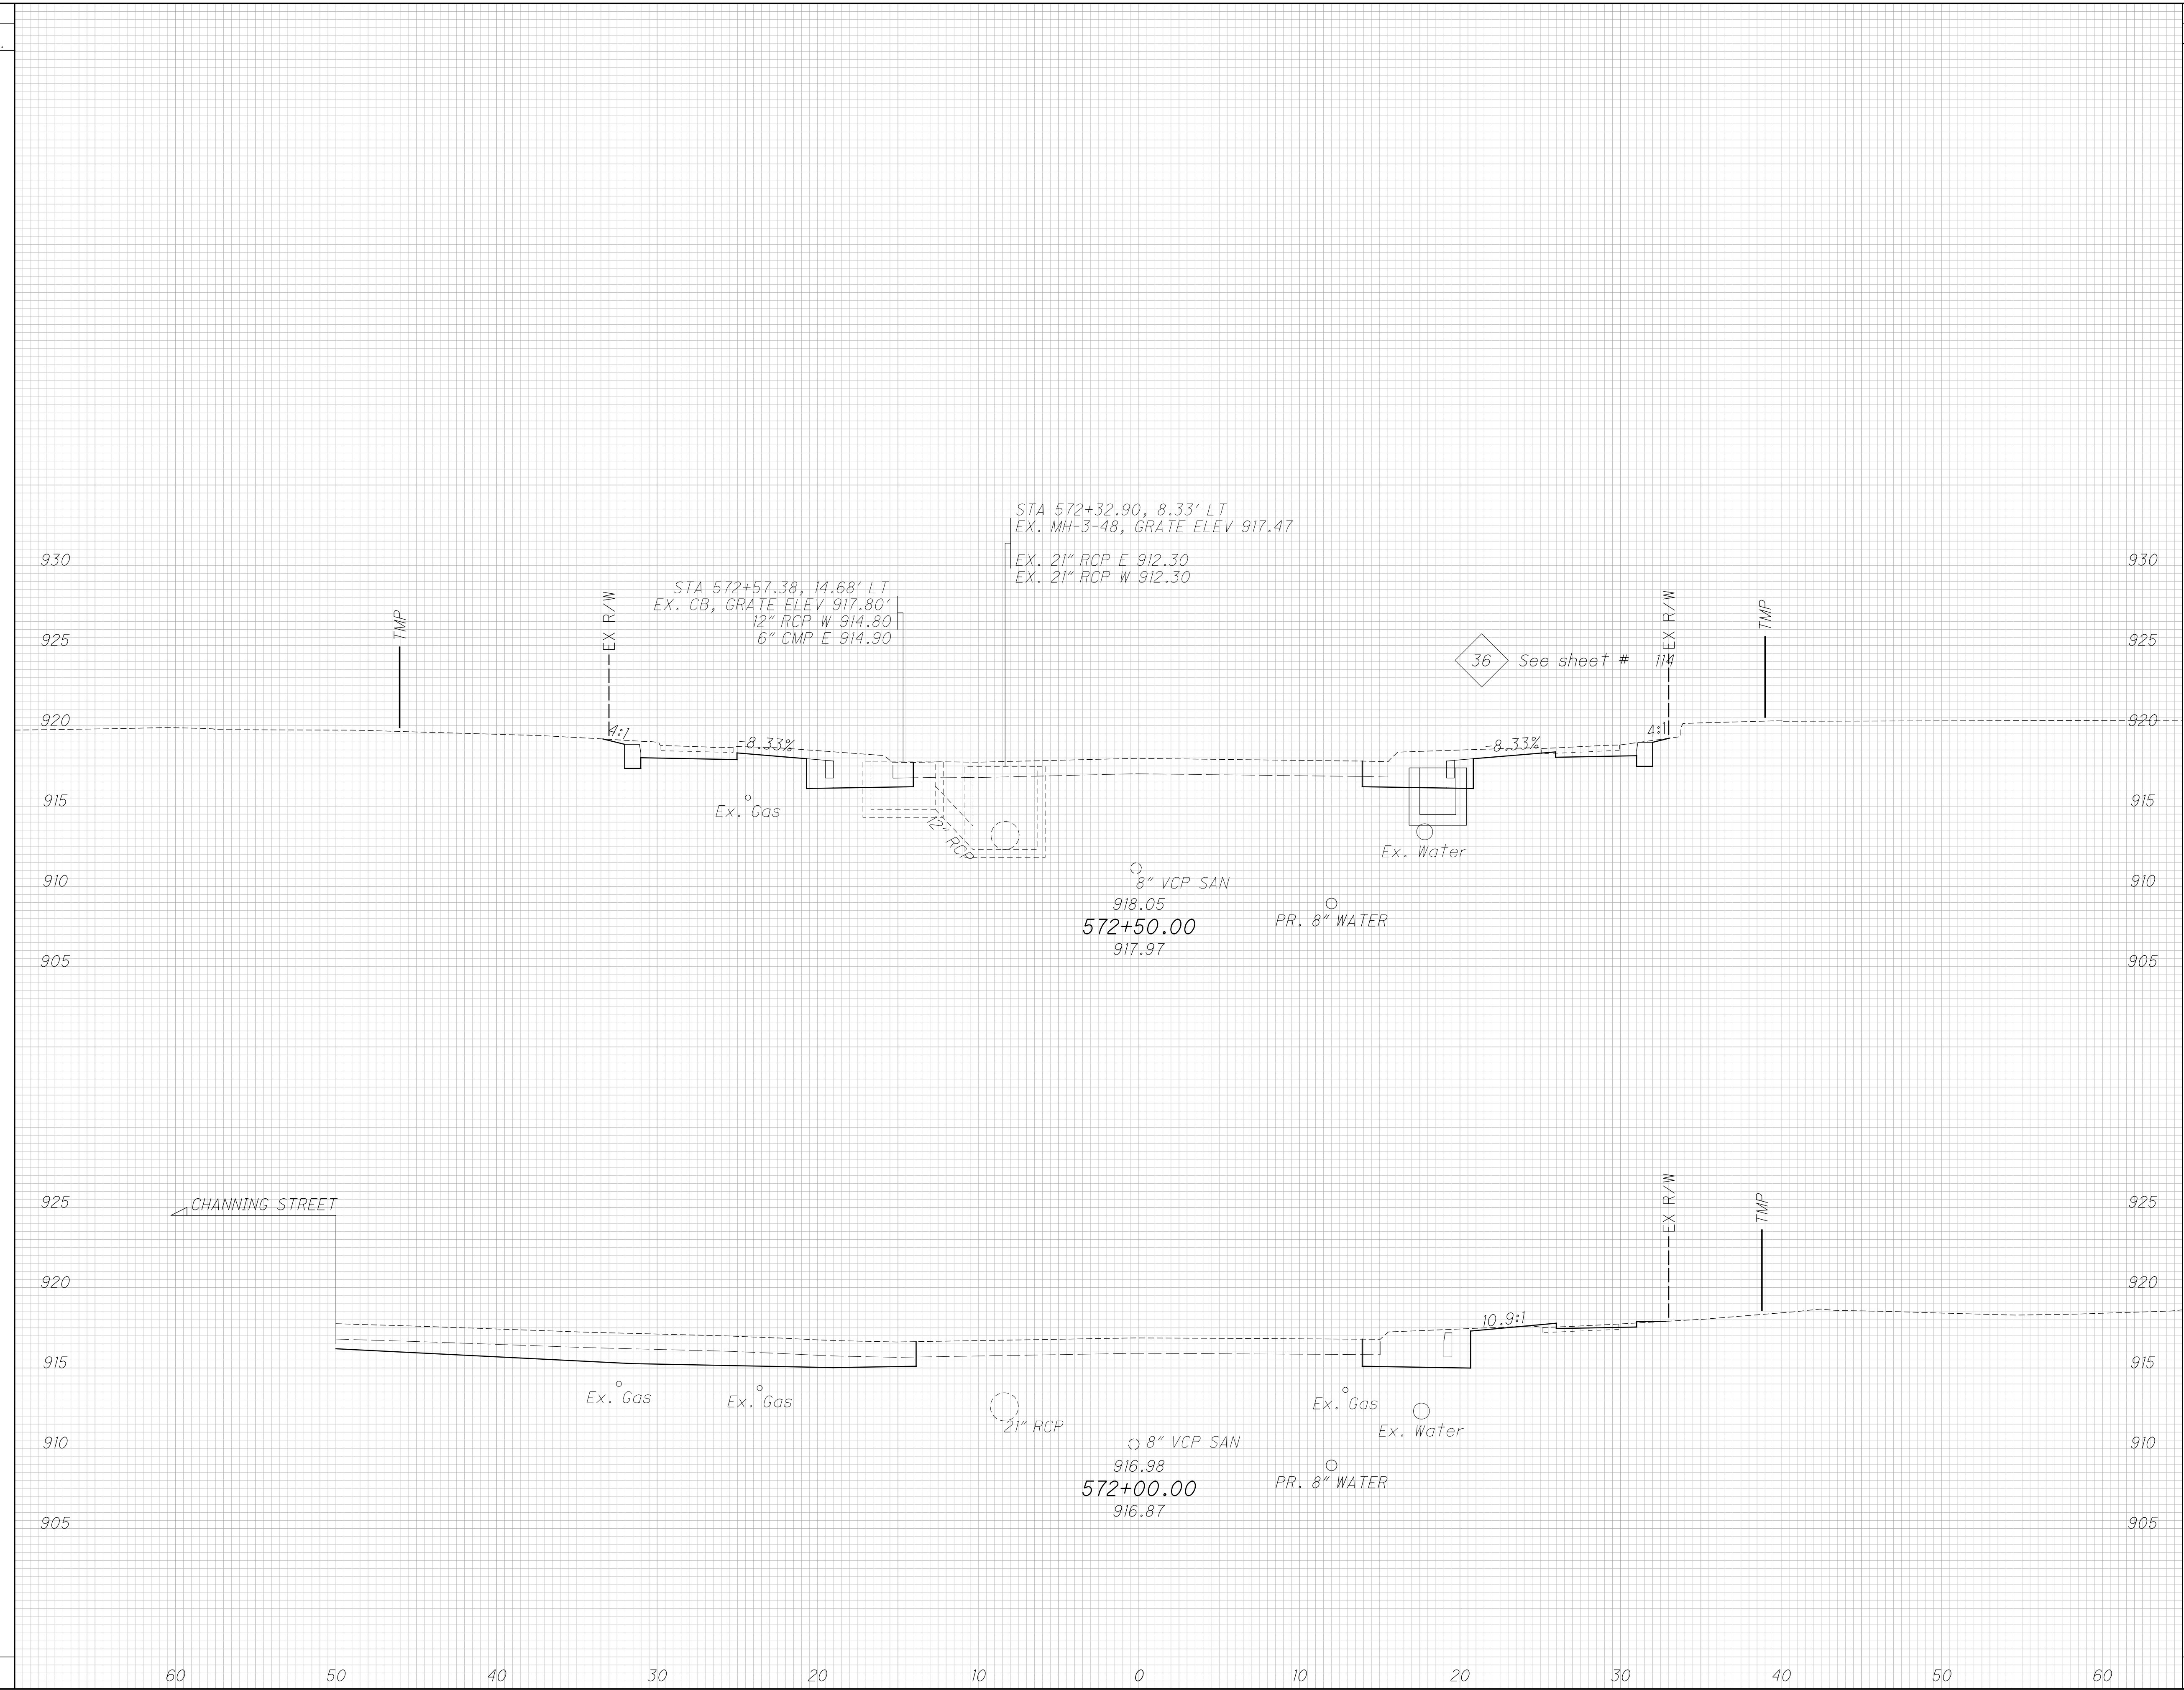 STA 572+32.90, 8.33' LT
EX. MH-3-48, GRATE ELEV 917.47
EX. 21" RCP E 912.30
EX. 21" RCP W 912.30
930
930
STA 572+57.38, 14.68' LT
EX. CB, GRATE ELEV 917.80'
12" RCP W 914.80
6" CMP E 914.90
TMP
EX R/W
EX R/W
TMP
925
925
36
See sheet # 114
920
4:1
-8.33%
-8.33%
4:1
920
915
Ex. Gas
12" RCP
Ex. Water
915
910
8" VCP SAN
910
918.05
572+50.00
917.97
PR. 8" WATER
905
905
EX R/W
TMP
925
CHANNING STREET
925
920
920
10.9:1
915
915
Ex. Gas
Ex. Gas
Ex. Gas
21" RCP
Ex. Water
910
8" VCP SAN
910
916.98
572+00.00
916.87
PR. 8" WATER
905
905
60 50 40 30 20 10 0 10 20 30 40 50 60